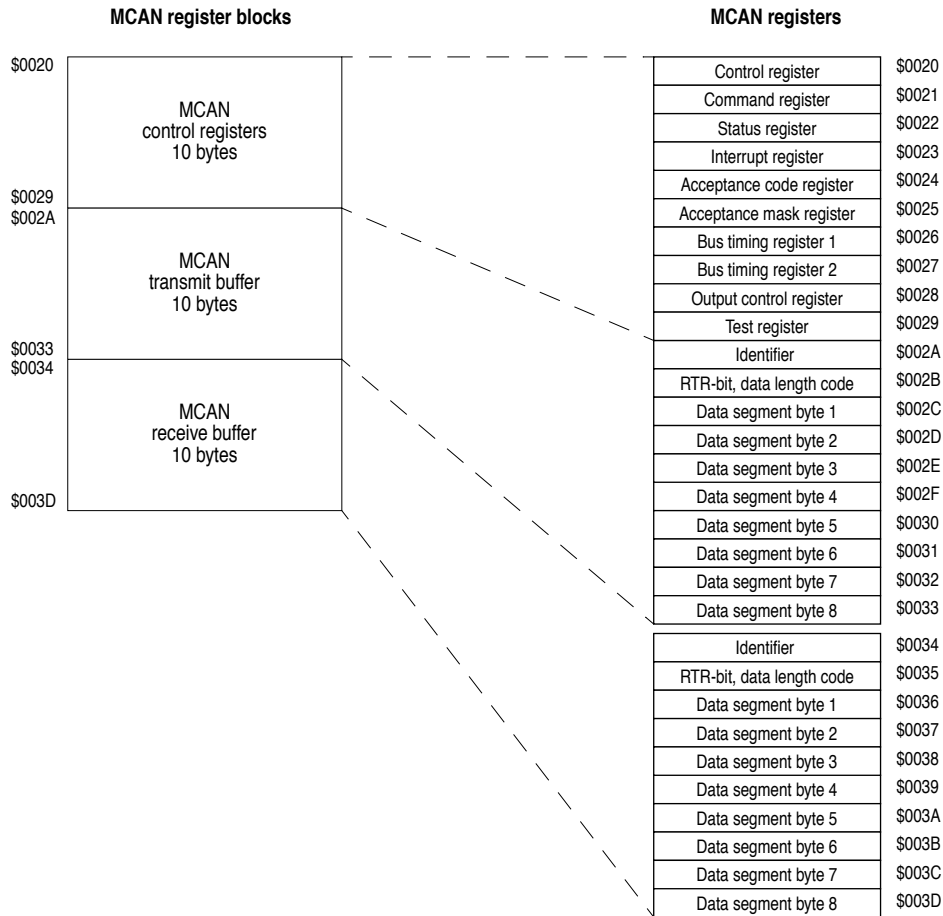 MCAN register blocks
$0020
MCAN
control registers
10 bytes
$0029
$002A
MCAN
transmit buffer
10 bytes
$0033
$0034
MCAN
receive buffer
10 bytes
$003D
MCAN registers
Control register $0020
Command register $0021
Status register $0022
Interrupt register $0023
Acceptance code register $0024
Acceptance mask register $0025
Bus timing register 1 $0026
Bus timing register 2 $0027
Output control register $0028
Test register $0029
Identifier $002A
RTR-bit, data length code $002B
Data segment byte 1 $002C
Data segment byte 2 $002D
Data segment byte 3 $002E
Data segment byte 4 $002F
Data segment byte 5 $0030
Data segment byte 6 $0031
Data segment byte 7 $0032
Data segment byte 8 $0033
Identifier $0034
RTR-bit, data length code $0035
Data segment byte 1 $0036
Data segment byte 2 $0037
Data segment byte 3 $0038
Data segment byte 4 $0039
Data segment byte 5 $003A
Data segment byte 6 $003B
Data segment byte 7 $003C
Data segment byte 8 $003D